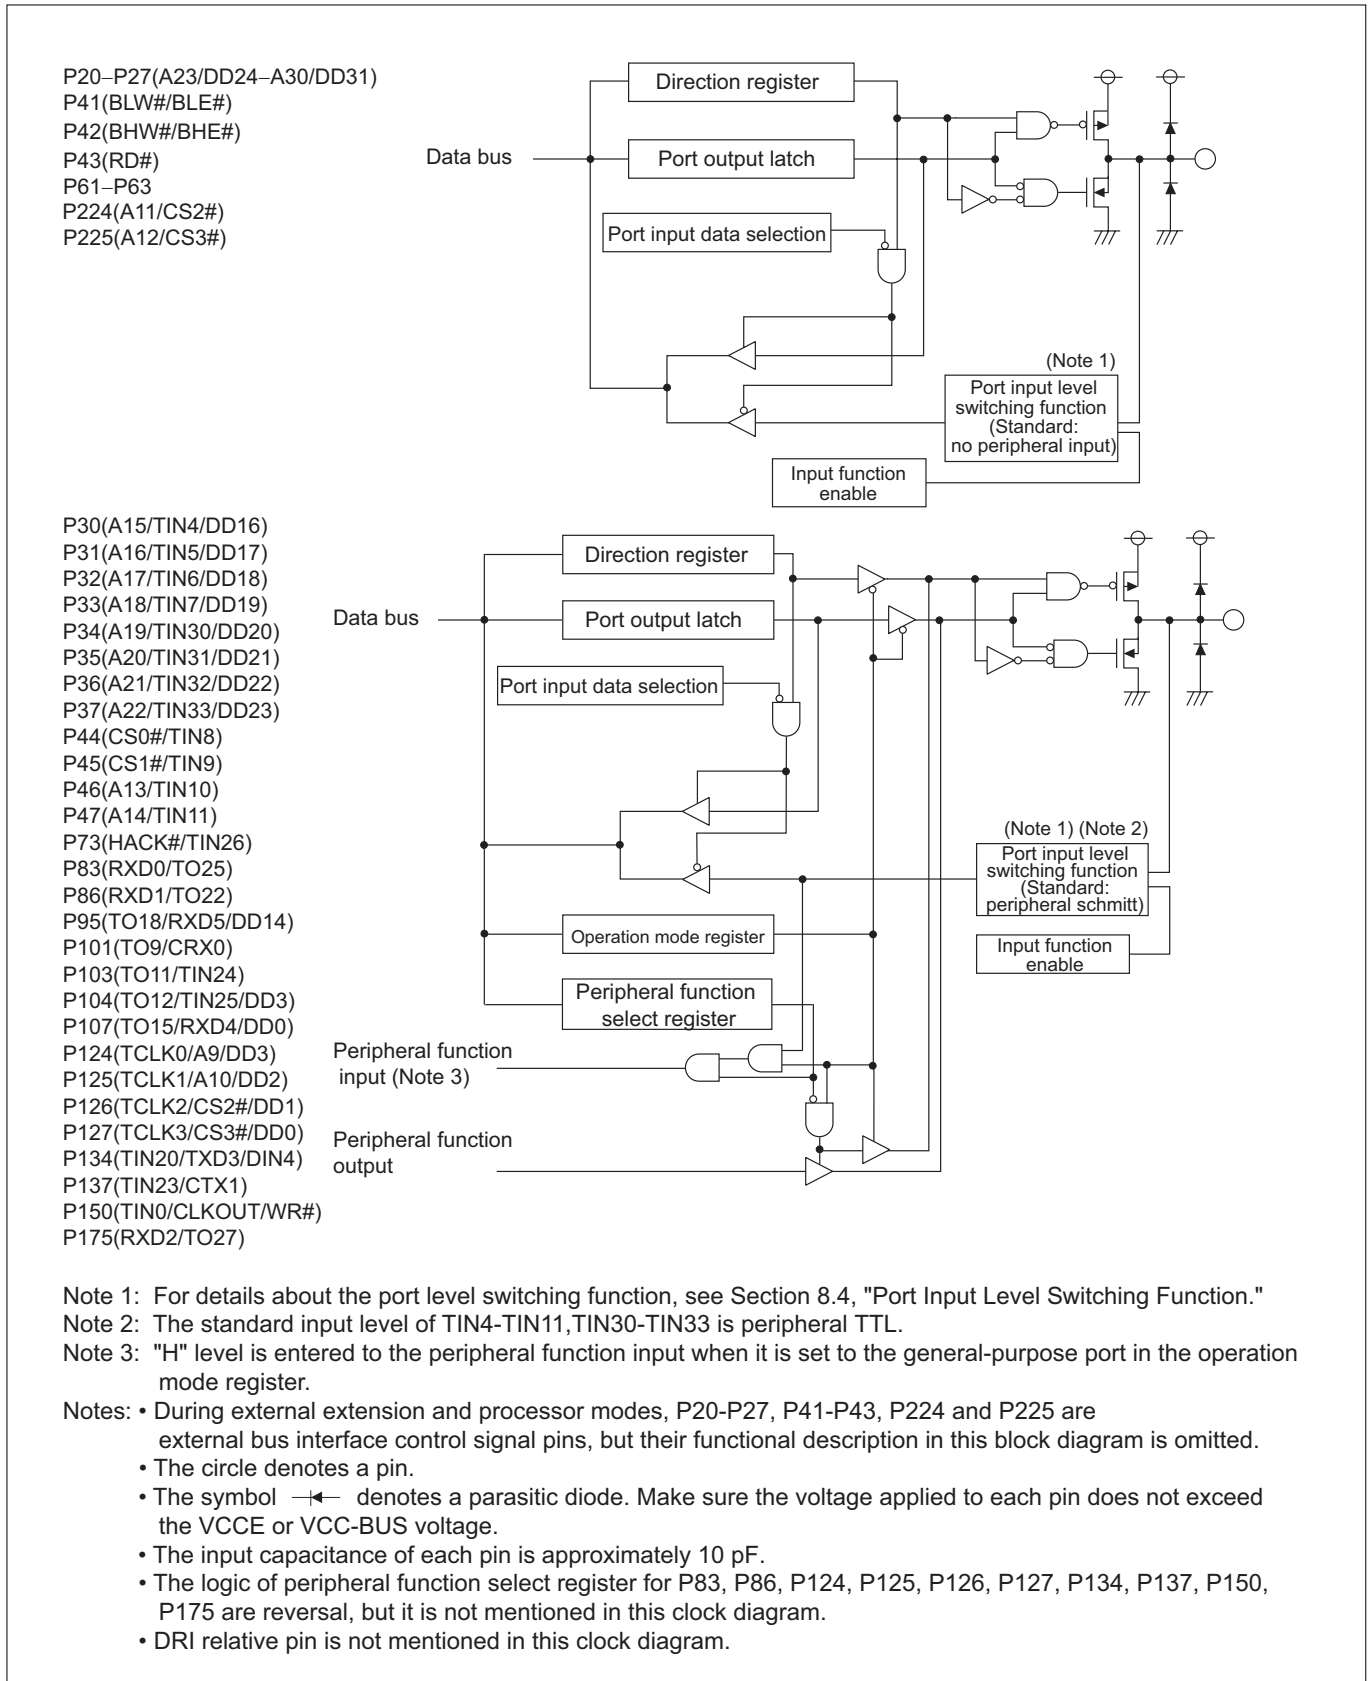 P20–P27(A23/DD24–A30/DD31)
P41(BLW#/BLE#)
P42(BHW#/BHE#)
P43(RD#)
P61–P63
P224(A11/CS2#)
P225(A12/CS3#)
Data bus
Direction register
Port output latch
Port input data selection
(Note 1)
Port input level
switching function
(Standard:
no peripheral input)
Input function
enable
P30(A15/TIN4/DD16)
P31(A16/TIN5/DD17)
P32(A17/TIN6/DD18)
P33(A18/TIN7/DD19)
P34(A19/TIN30/DD20)
P35(A20/TIN31/DD21)
P36(A21/TIN32/DD22)
P37(A22/TIN33/DD23)
P44(CS0#/TIN8)
P45(CS1#/TIN9)
P46(A13/TIN10)
P47(A14/TIN11)
P73(HACK#/TIN26)
P83(RXD0/TO25)
P86(RXD1/TO22)
P95(TO18/RXD5/DD14)
P101(TO9/CRX0)
P103(TO11/TIN24)
P104(TO12/TIN25/DD3)
P107(TO15/RXD4/DD0)
P124(TCLK0/A9/DD3)
P125(TCLK1/A10/DD2)
P126(TCLK2/CS2#/DD1)
P127(TCLK3/CS3#/DD0)
P134(TIN20/TXD3/DIN4)
P137(TIN23/CTX1)
P150(TIN0/CLKOUT/WR#)
P175(RXD2/TO27)
Data bus
Direction register
Port output latch
Port input data selection
(Note 1) (Note 2)
Port input level
switching function
(Standard:
peripheral schmitt)
Input function
enable
Operation mode register
Peripheral function
select register
Peripheral function
input (Note 3)
Peripheral function
output
Note 1: For details about the port level switching function, see Section 8.4, "Port Input Level Switching Function."
Note 2: The standard input level of TIN4-TIN11,TIN30-TIN33 is peripheral TTL.
Note 3: "H" level is entered to the peripheral function input when it is set to the general-purpose port in the operation
mode register.
Notes: • During external extension and processor modes, P20-P27, P41-P43, P224 and P225 are
external bus interface control signal pins, but their functional description in this block diagram is omitted.
• The circle denotes a pin.
• The symbol denotes a parasitic diode. Make sure the voltage applied to each pin does not exceed
the VCCE or VCC-BUS voltage.
• The input capacitance of each pin is approximately 10 pF.
• The logic of peripheral function select register for P83, P86, P124, P125, P126, P127, P134, P137, P150,
P175 are reversal, but it is not mentioned in this clock diagram.
• DRI relative pin is not mentioned in this clock diagram.